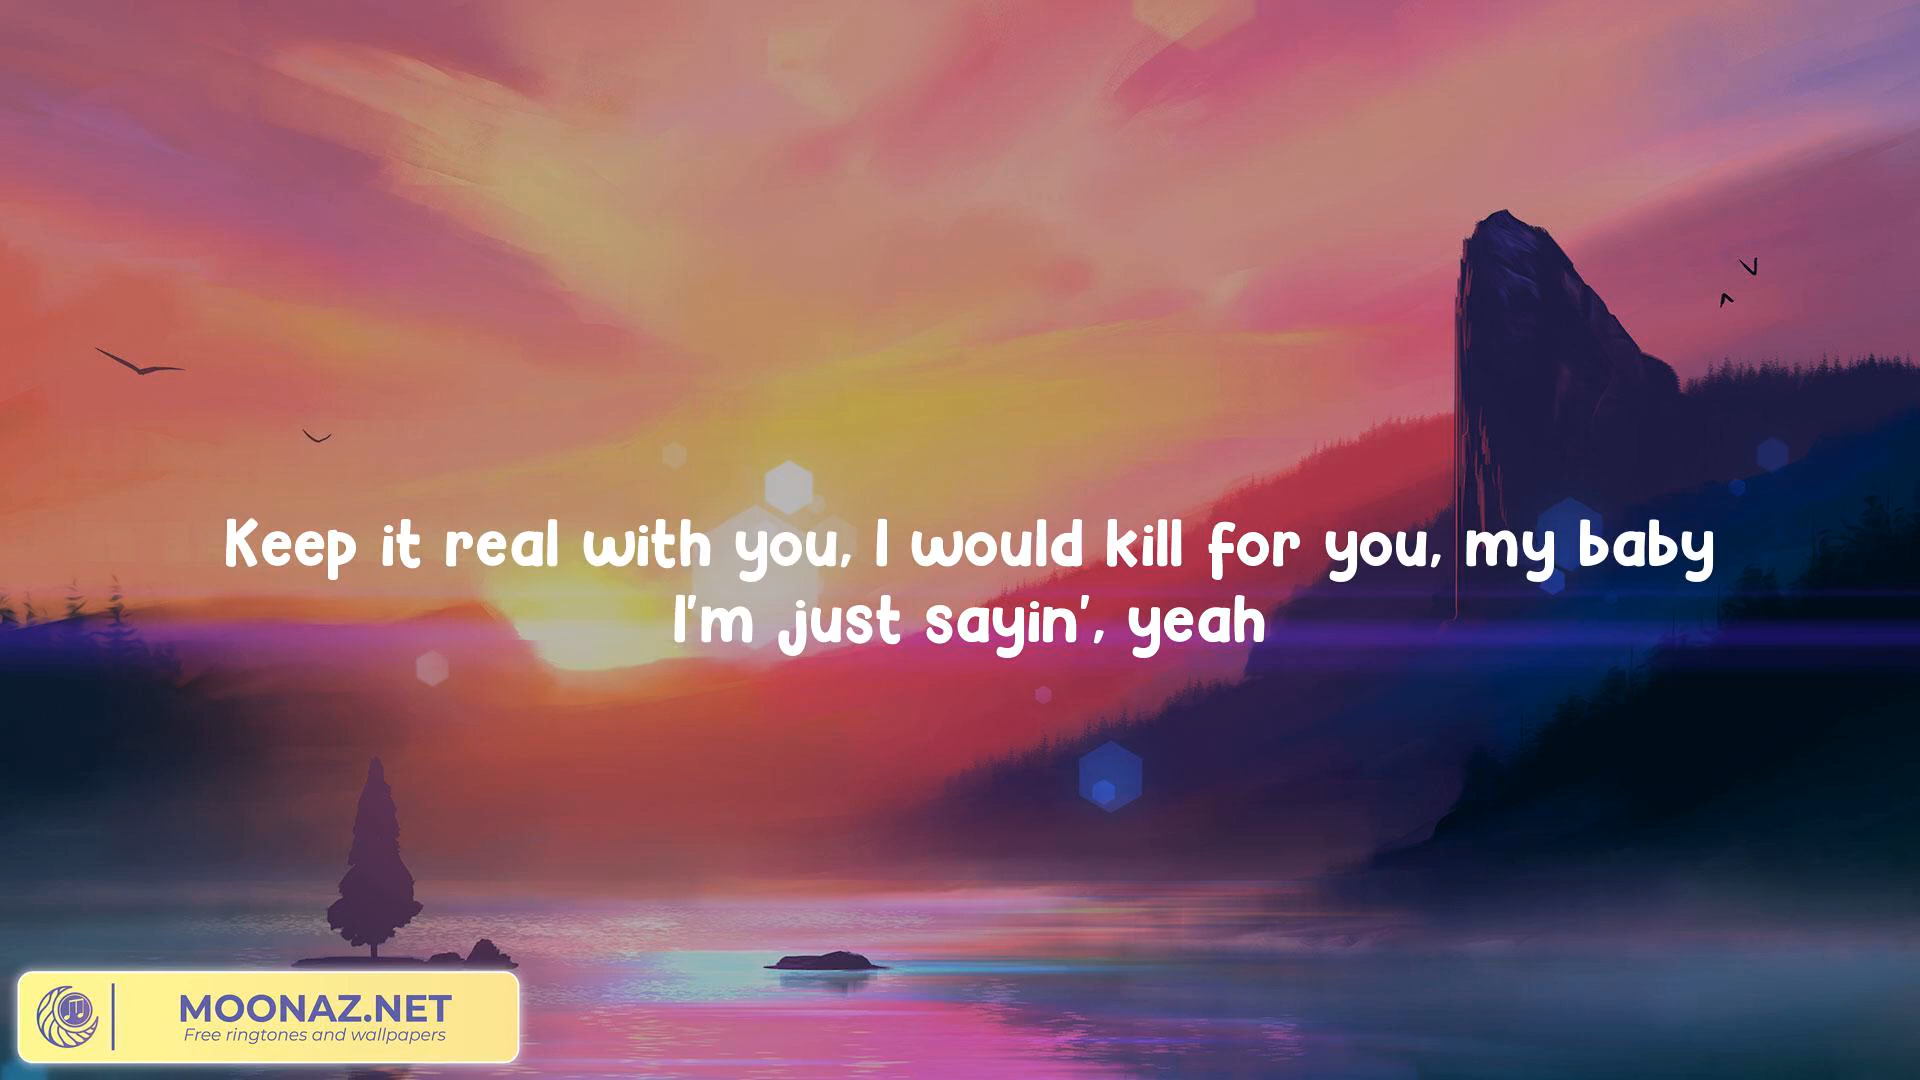 Keep it real with you, I would kill for you, my baby
I'm just sayin', yeah
MOONAZ.NET
Free ringtones and wallpapers